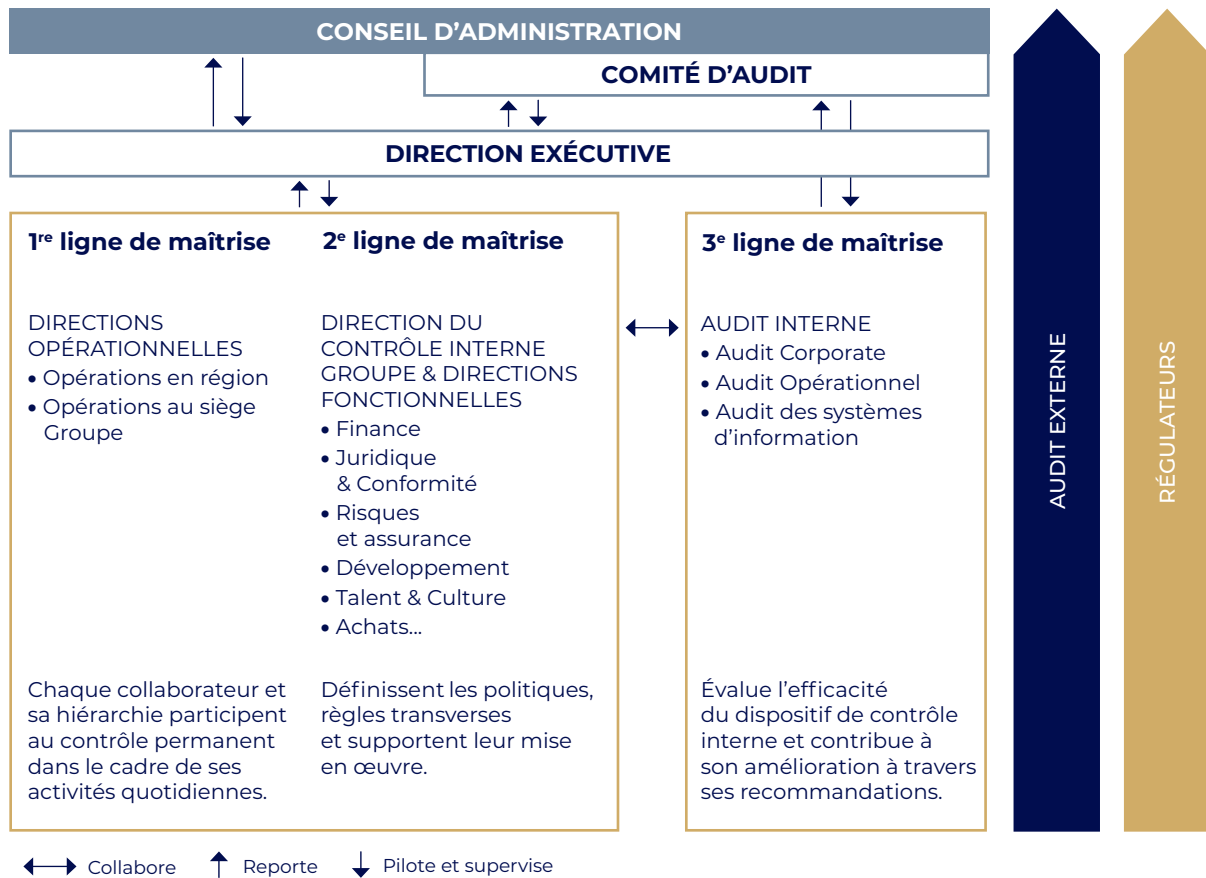 CONSEIL D’ADMINISTRATION
COMITÉ D’AUDIT
DIRECTION EXÉCUTIVE
1re ligne de maîtrise
DIRECTIONS
OPÉRATIONNELLES
• Opérations en région
• Opérations au siège
Groupe
Chaque collaborateur et
sa hiérarchie participent
au contrôle permanent
dans le cadre de ses
activités quotidiennes.
2e ligne de maîtrise
DIRECTION DU
CONTRÔLE INTERNE
GROUPE & DIRECTIONS
FONCTIONNELLES
• Finance
• Juridique
& Conformité
• Risques
et assurance
• Développement
• Talent & Culture
• Achats...
Définissent les politiques,
règles transverses
et supportent leur mise
en œuvre.
3e ligne de maîtrise
AUDIT INTERNE
• Audit Corporate
• Audit Opérationnel
• Audit des systèmes
d’information
Évalue l’efficacité
du dispositif de contrôle
interne et contribue à
son amélioration à travers
ses recommandations.
AUDIT EXTERNE
RÉGULATEURS
Collabore
Reporte
Pilote et supervise